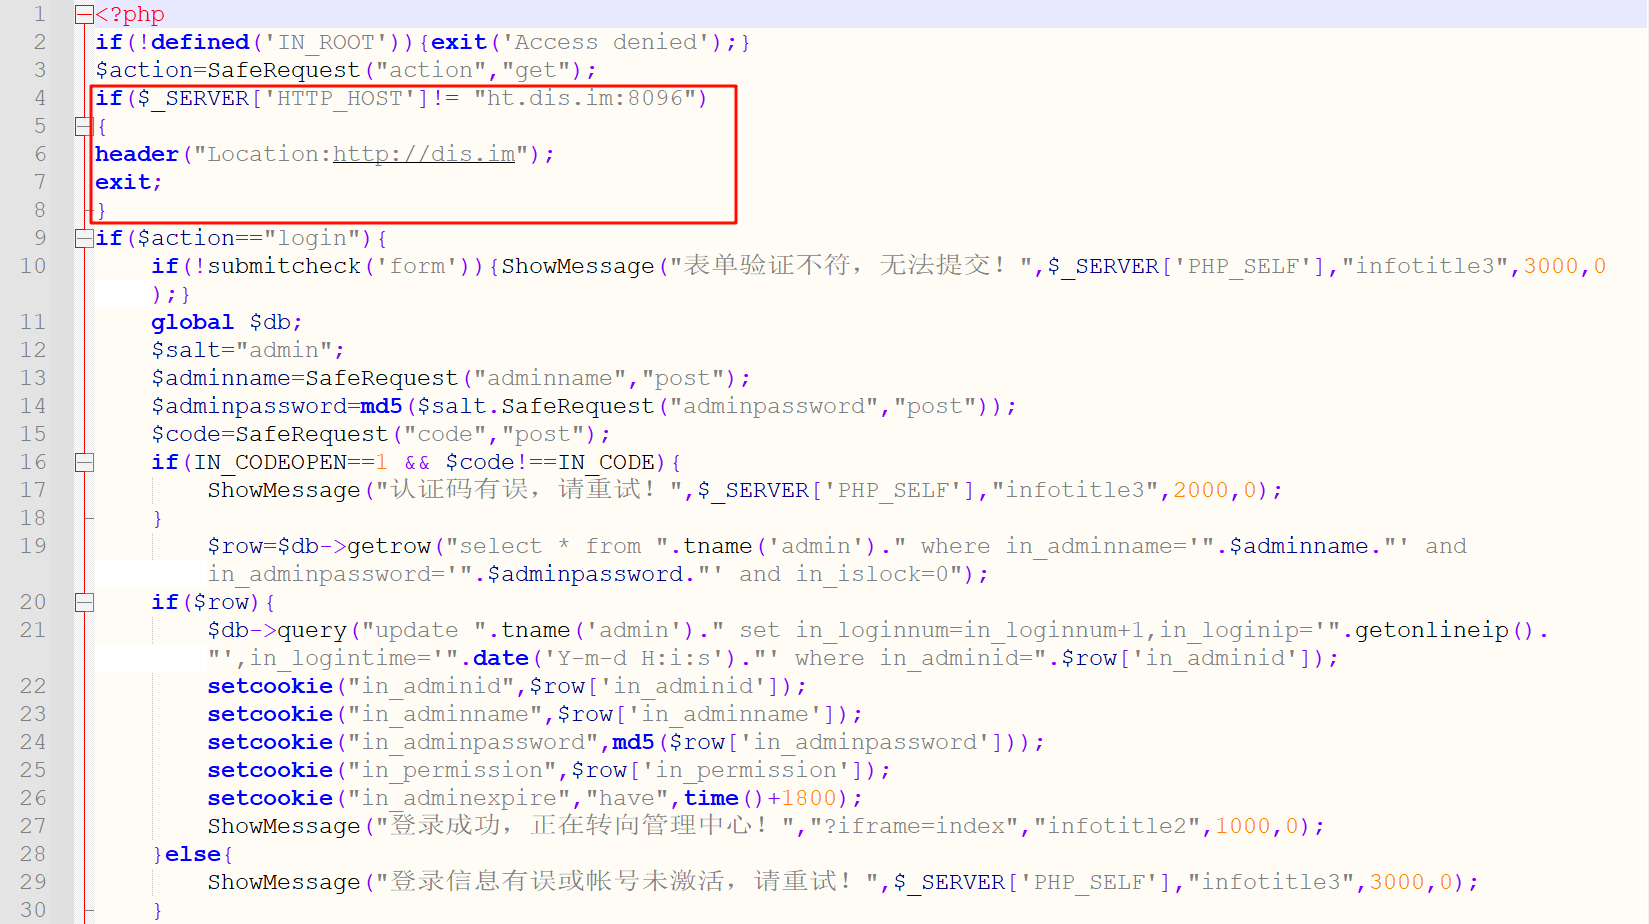 1 <?php
2 if(!defined('IN_ROOT')){exit('Access denied');}
3 $action=SafeRequest("action","get");
4 if($_SERVER['HTTP_HOST']!= "ht.dis.im:8096")
5 {
6 header("Location:http://dis.im");
7 exit;
8 }
9 if($action=="login"){
10 if(!submitcheck('form')){ShowMessage("表单验证不符，无法提交！",$_SERVER['PHP_SELF'],"infotitle3",3000,0
);}
11 global $db;
12 $salt="admin";
13 $adminname=SafeRequest("adminname","post");
14 $adminpassword=md5($salt.SafeRequest("adminpassword","post"));
15 $code=SafeRequest("code","post");
16 if(IN_CODEOPEN==1 && $code!==IN_CODE){
17 ShowMessage("认证码有误，请重试！",$_SERVER['PHP_SELF'],"infotitle3",2000,0);
18 }
19 $row=$db->getrow("select * from ".tname('admin')." where in_adminname='".$adminname."' and
in_adminpassword='".$adminpassword."' and in_islock=0");
20 if($row){
21 $db->query("update ".tname('admin')." set in_loginnum=in_loginnum+1,in_loginip='".getonlineip().
"',in_logintime='".date('Y-m-d H:i:s')."' where in_adminid=".$row['in_adminid']);
22 setcookie("in_adminid",$row['in_adminid']);
23 setcookie("in_adminname",$row['in_adminname']);
24 setcookie("in_adminpassword",md5($row['in_adminpassword']));
25 setcookie("in_permission",$row['in_permission']);
26 setcookie("in_adminexpire","have",time()+1800);
27 ShowMessage("登录成功，正在转向管理中心！","?iframe=index","infotitle2",1000,0);
28 }else{
29 ShowMessage("登录信息有误或帐号未激活，请重试！",$_SERVER['PHP_SELF'],"infotitle3",3000,0);
30 }